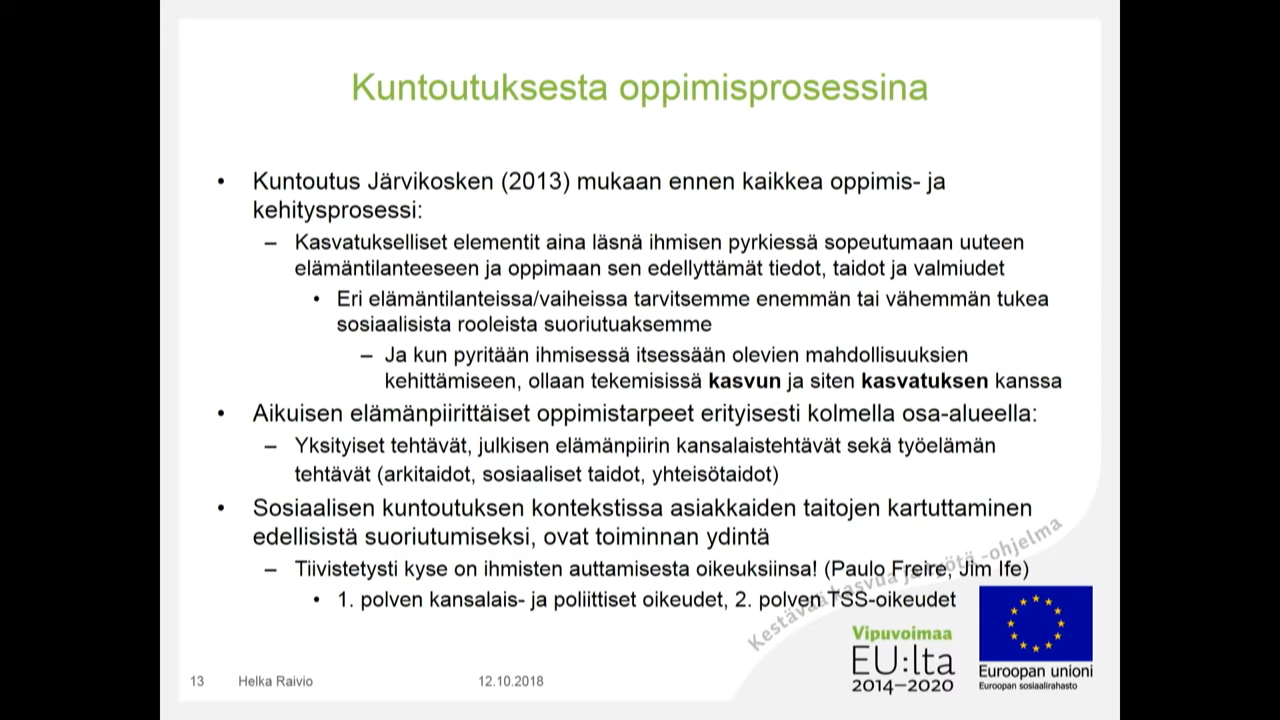 Kuntoutuksesta oppimisprosessina
• Kuntoutus Järvikosken (2013) mukaan ennen kaikkea oppimis- ja
kehitysprosessi:
– Kasvatukselliset elementit aina läsnä ihmisen pyrkiessä sopeutumaan uuteen
elämäntilanteeseen ja oppimaan sen edellyttämät tiedot, taidot ja valmiudet
• Eri elämäntilanteissa/vaiheissa tarvitsemme enemmän tai vähemmän tukea
sosiaalisista rooleista suoriutuaksemme
– Ja kun pyritään ihmisessä itsessään olevien mahdollisuuksien
kehittämiseen, ollaan tekemisissä kasvun ja siten kasvatuksen kanssa
• Aikuisen elämänpiirittäiset oppimistarpeet erityisesti kolmella osa-alueella:
– Yksityiset tehtävät, julkisen elämänpiirin kansalaistehtävät sekä työelämän
tehtävät (arkitaidot, sosiaaliset taidot, yhteisötaidot)
• Sosiaalisen kuntoutuksen kontekstissa asiakkaiden taitojen kartuttaminen
edellisistä suoriutumiseksi, ovat toiminnan ydintä
– Tiivistetysti kyse on ihmisten auttamisesta oikeuksiinsa! (Paulo Freire, Jim Ife)
• 1. polven kansalais- ja poliittiset oikeudet, 2. polven TSS-oikeudet
Kestävää kasvua ja työtä -ohjelma
Vipuvoimaa
EU:lta
2014–2020
Euroopan unioni
Euroopan sosiaalirahasto
13 Helka Raivio 12.10.2018